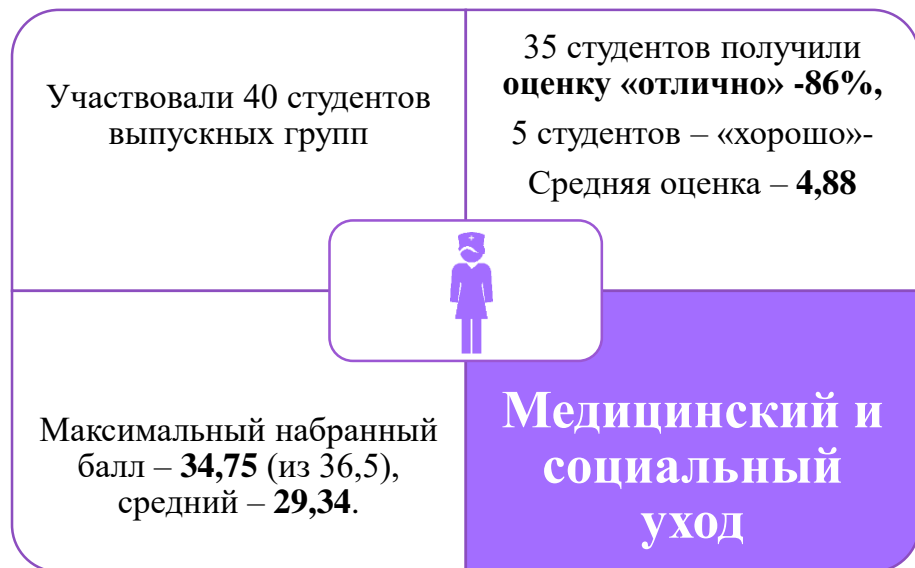 Участвовали 40 студентов
выпускных групп
35 студентов получили
оценку «отлично» -86%,
5 студентов – «хорошо»-
Средняя оценка – 4,88
Максимальный набранный
балл – 34,75 (из 36,5),
средний – 29,34.
Медицинский и
социальный
уход